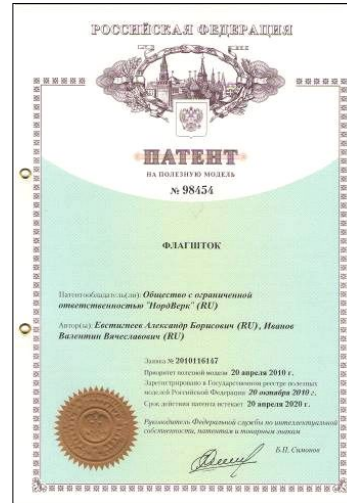 РОССИЙСКАЯ ФЕДЕРАЦИЯ
ПАТЕНТ
НА ПОЛЕЗНУЮ МОДЕЛЬ
№ 98454
ФЛАГШТОК
Патентообладатель(ли): Общество с ограниченной
ответственностью "НордВерк" (RU)
Автор(ы): Евстигнеев Александр Борисович (RU), Иванов
Валентин Вячеславович (RU)
Заявка № 2010116147
Приоритет полезной модели 20 апреля 2010 г.
Зарегистрировано в Государственном реестре полезных
моделей Российской Федерации 20 октября 2010 г.
Срок действия патента истекает 20 апреля 2020 г.
Руководитель Федеральной службы по интеллектуальной
собственности, патентам и товарным знакам
Б.П. Симонов